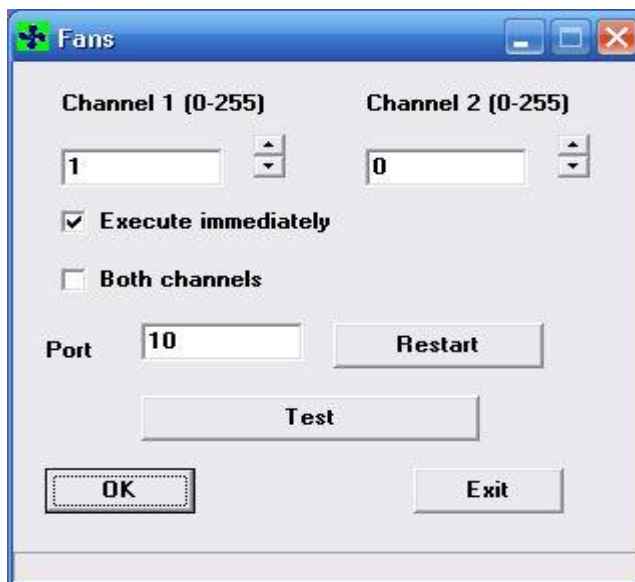 Fans
Channel 1 (0-255) Channel 2 (0-255)
1 0
Execute immediately
Both channels
Port 10 Restart
Test
OK Exit